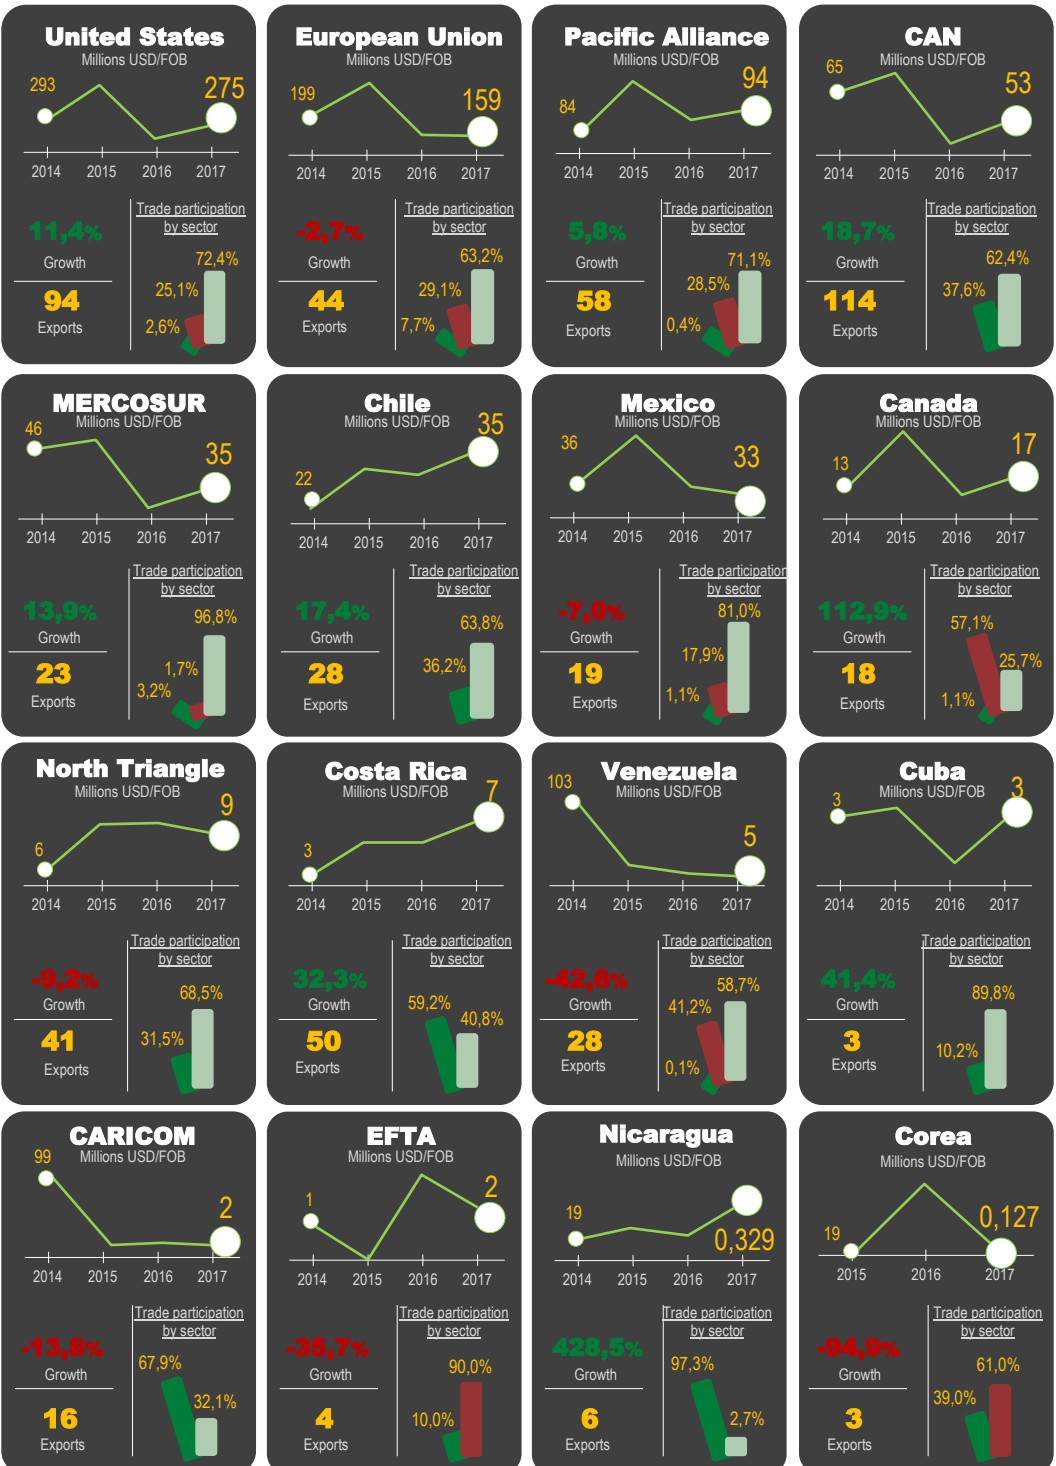 United States
Millions USD/FOB
293
275
2014 2015 2016 2017
11,4%
Growth
94
Exports
Trade participation
by sector
72,4%
25,1%
2,6%
European Union
Millions USD/FOB
199
159
2014 2015 2016 2017
-2,7%
Growth
44
Exports
Trade participation
by sector
63,2%
29,1%
7,7%
Pacific Alliance
Millions USD/FOB
84
94
2014 2015 2016 2017
5,8%
Growth
58
Exports
Trade participation
by sector
71,1%
28,5%
0,4%
CAN
Millions USD/FOB
65
53
2014 2015 2016 2017
18,7%
Growth
114
Exports
Trade participation
by sector
62,4%
37,6%
MERCOSUR
Millions USD/FOB
46
35
2014 2015 2016 2017
13,9%
Growth
23
Exports
Trade participation
by sector
96,8%
1,7%
3,2%
Chile
Millions USD/FOB
22
35
2014 2015 2016 2017
17,4%
Growth
28
Exports
Trade participation
by sector
63,8%
36,2%
Mexico
Millions USD/FOB
36
33
2014 2015 2016 2017
-7,0%
Growth
19
Exports
Trade participation
by sector
81,0%
17,9%
1,1%
Canada
Millions USD/FOB
13
17
2014 2015 2016 2017
112,9%
Growth
18
Exports
Trade participation
by sector
57,1%
25,7%
1,1%
North Triangle
Millions USD/FOB
6
9
2014 2015 2016 2017
-9,2%
Growth
41
Exports
Trade participation
by sector
68,5%
31,5%
Costa Rica
Millions USD/FOB
3
7
2014 2015 2016 2017
32,3%
Growth
50
Exports
Trade participation
by sector
59,2%
40,8%
Venezuela
Millions USD/FOB
103
5
2014 2015 2016 2017
-42,6%
Growth
28
Exports
Trade participation
by sector
58,7%
41,2%
0,1%
Cuba
Millions USD/FOB
3
3
2014 2015 2016 2017
41,4%
Growth
3
Exports
Trade participation
by sector
89,8%
10,2%
CARICOM
Millions USD/FOB
99
2
2014 2015 2016 2017
-13,8%
Growth
16
Exports
Trade participation
by sector
67,9%
32,1%
EFTA
Millions USD/FOB
1
2
2014 2015 2016 2017
-35,7%
Growth
4
Exports
Trade participation
by sector
90,0%
10,0%
Nicaragua
Millions USD/FOB
19
0,329
2014 2015 2016 2017
428,5%
Growth
6
Exports
Trade participation
by sector
97,3%
2,7%
Corea
Millions USD/FOB
19
0,127
2015 2016 2017
-94,9%
Growth
3
Exports
Trade participation
by sector
61,0%
39,0%